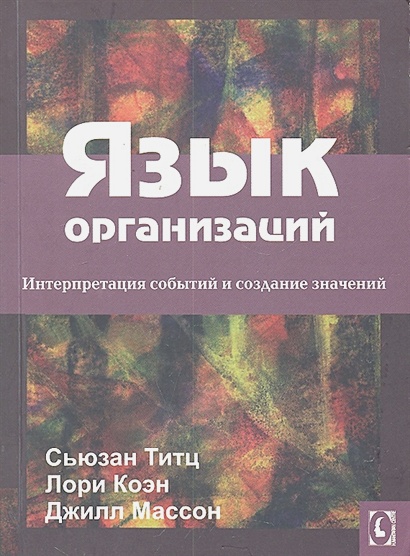 Язык
организаций
Интерпретация событий и создание значений
Сьюзан Титц
Лори Коэн
Джилл Массон